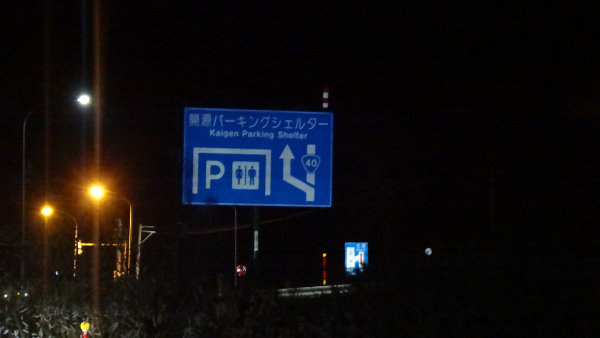 開源パーキングシェルター
Kaigen Parking Shelter
P
40